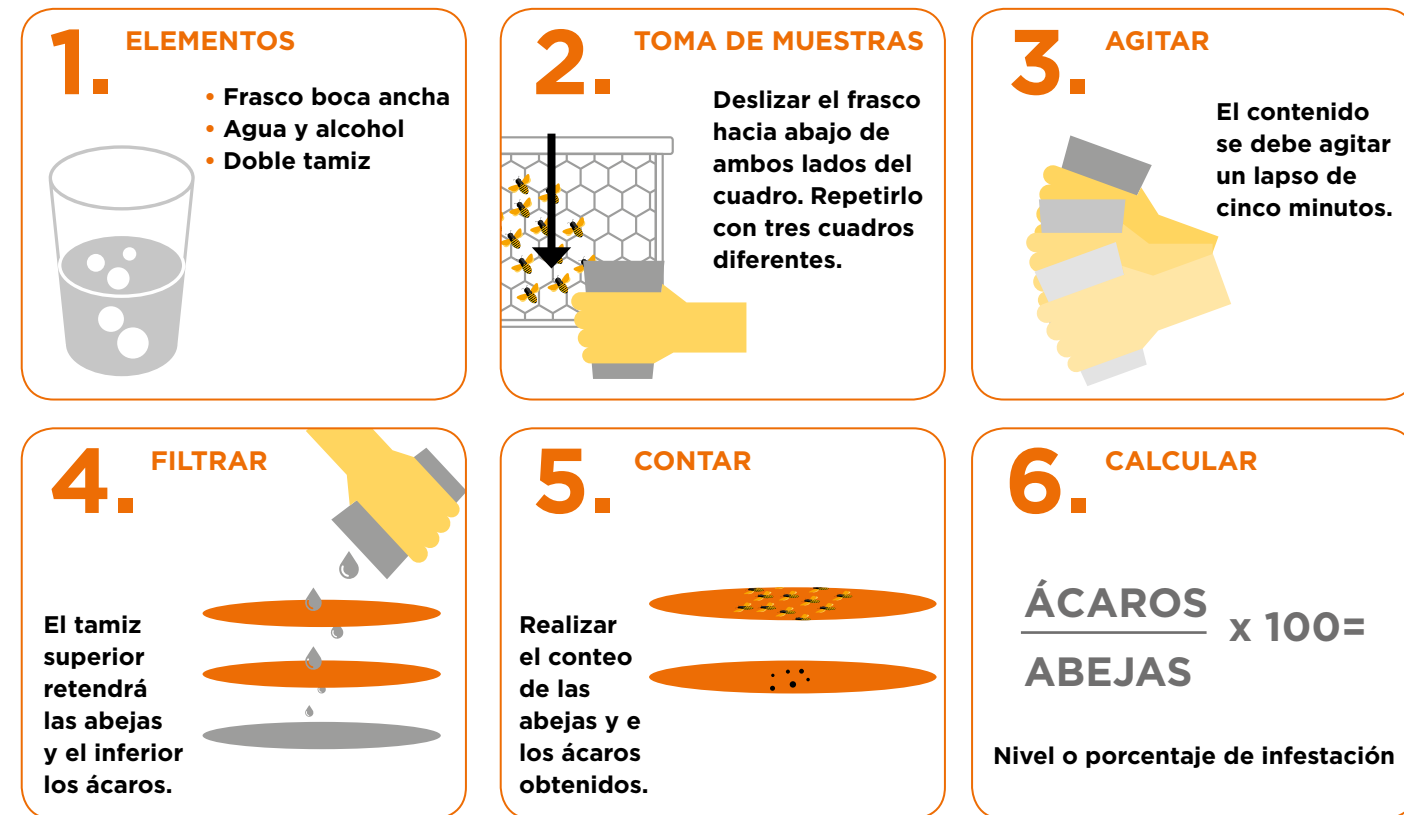 1. ELEMENTOS
• Frasco boca ancha
• Agua y alcohol
• Doble tamiz
2. TOMA DE MUESTRAS
Deslizar el frasco
hacia abajo de
ambos lados del
cuadro. Repetirlo
con tres cuadros
diferentes.
3. AGITAR
El contenido
se debe agitar
un lapso de
cinco minutos.
4. FILTRAR
El tamiz
superior
retendrá
las abejas
y el inferior
los ácaros.
5. CONTAR
Realizar
el conteo
de las
abejas y e
los ácaros
obtenidos.
6. CALCULAR
ÁCAROS
x 100=
ABEJAS
Nivel o porcentaje de infestación